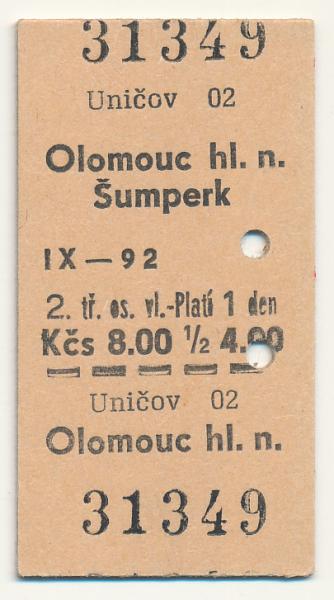 31349
Uničov 02
Olomouc hl. n.
Šumperk
IX — 92
2. tř. os. vl.-Platí 1 den
Kčs 8.00 ½ 4.00
Uničov 02
Olomouc hl. n.
31349